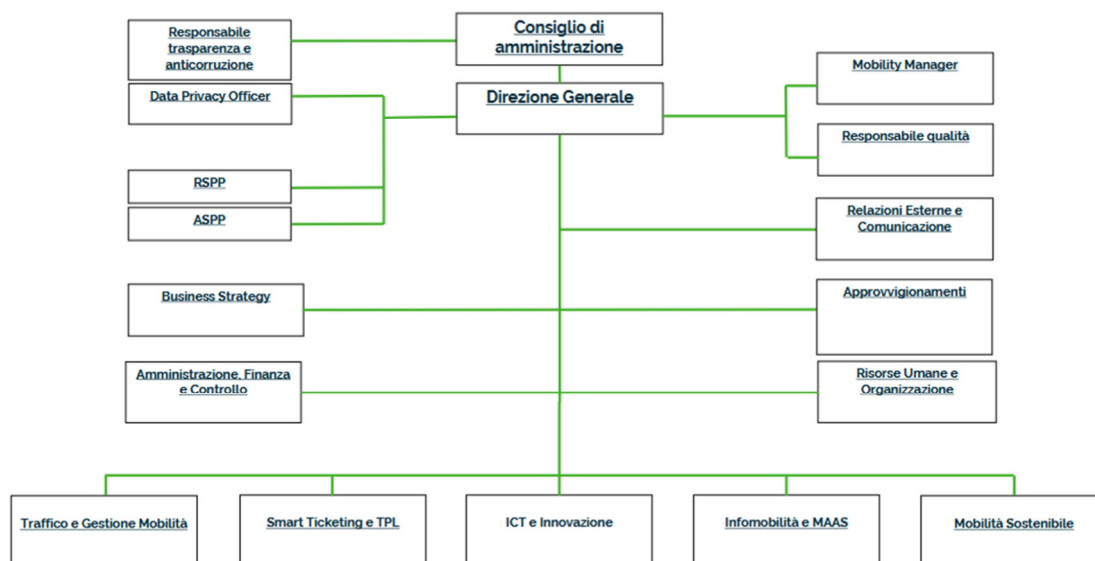 Responsabile
trasparenza e
anticorruzione
Consiglio di
amministrazione
Mobility Manager
Data Privacy Officer
Direzione Generale
Responsabile qualità
RSPP
ASPP
Relazioni Esterne e
Comunicazione
Business Strategy
Approvvigionamenti
Amministrazione, Finanza
e Controllo
Risorse Umane e
Organizzazione
Traffico e Gestione Mobilità
Smart Ticketing e TPL
ICT e Innovazione
Infomobilità e MAAS
Mobilità Sostenibile